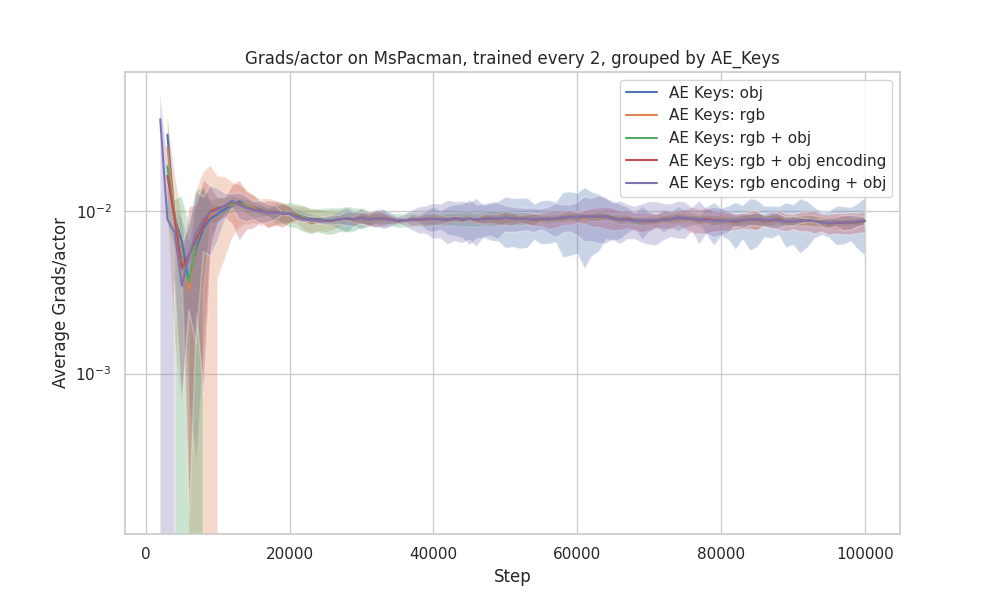 Grads/actor on MsPacman, trained every 2, grouped by AE_Keys
AE Keys: obj
AE Keys: rgb
AE Keys: rgb + obj
AE Keys: rgb + obj encoding
AE Keys: rgb encoding + obj
Average Grads/actor
10⁻²
10⁻³
0
20000
40000
60000
80000
100000
Step